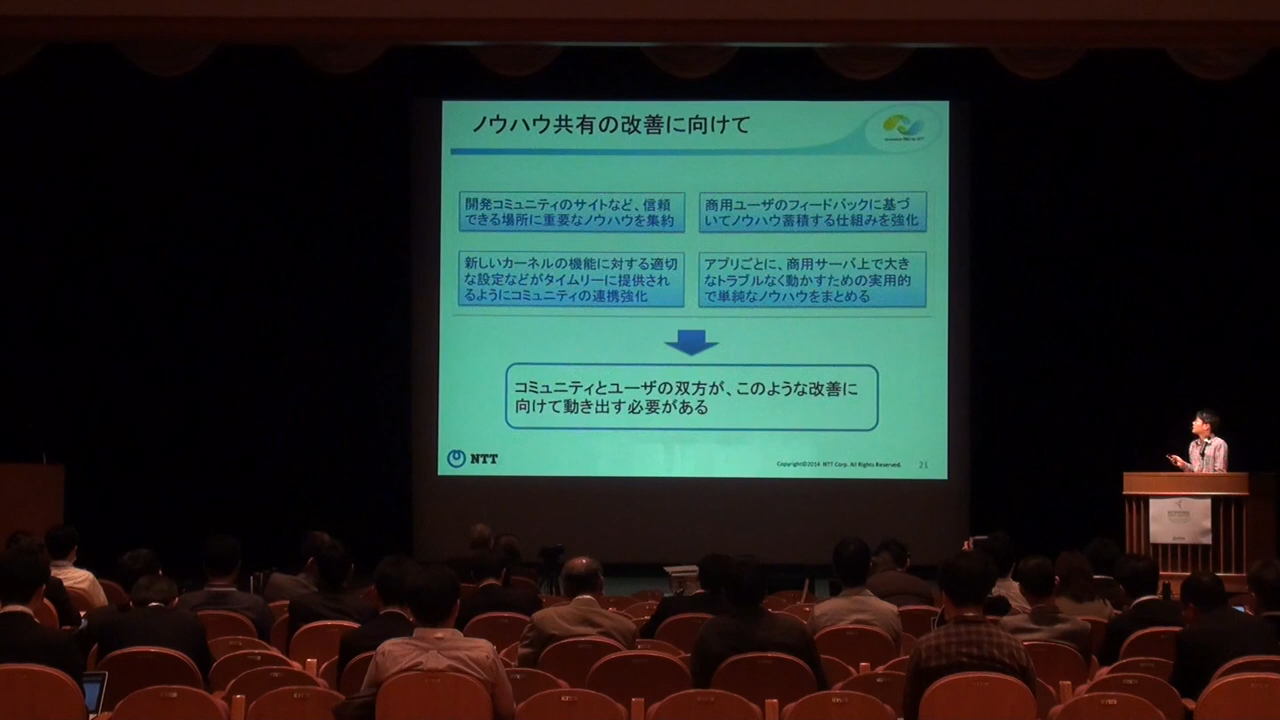 ノウハウ共有の改善に向けて
開発コミュニティのサイトなど、信頼
できる場所に重要なノウハウを集約
商用ユーザのフィードバックに基づ
いてノウハウ蓄積する仕組みを強化
新しいカーネルの機能に対する適切
な設定などがタイムリーに提供され
るようにコミュニティの連携強化
アプリごとに、商用サーバ上で大き
なトラブルなく動かすための実用的
で単純なノウハウをまとめる
コミュニティとユーザの双方が、このような改善に
向けて動き出す必要がある
NTT
Copyright©2014 NTT Corp. All Rights Reserved.
21